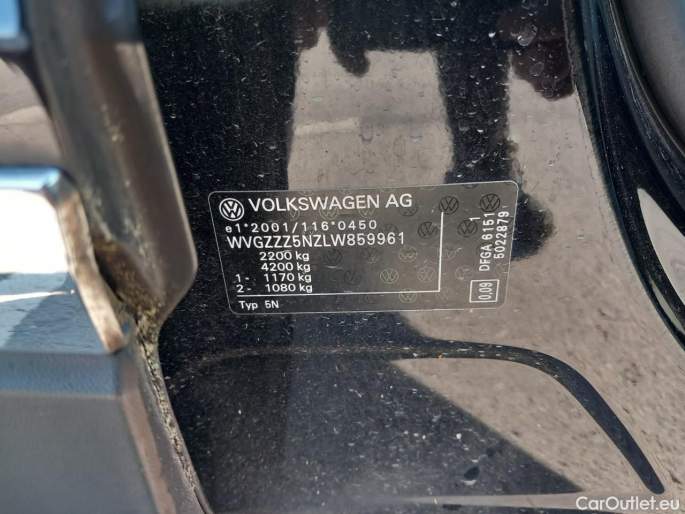 VOLKSWAGEN AG
e1*2001/116*0450
WVGZZZ5NZLW859961
2200 kg
4200 kg
1- 1170 kg
2- 1080 kg
Typ 5N
0,09
DFGA 6151
1
5022879
CarOutlet.eu